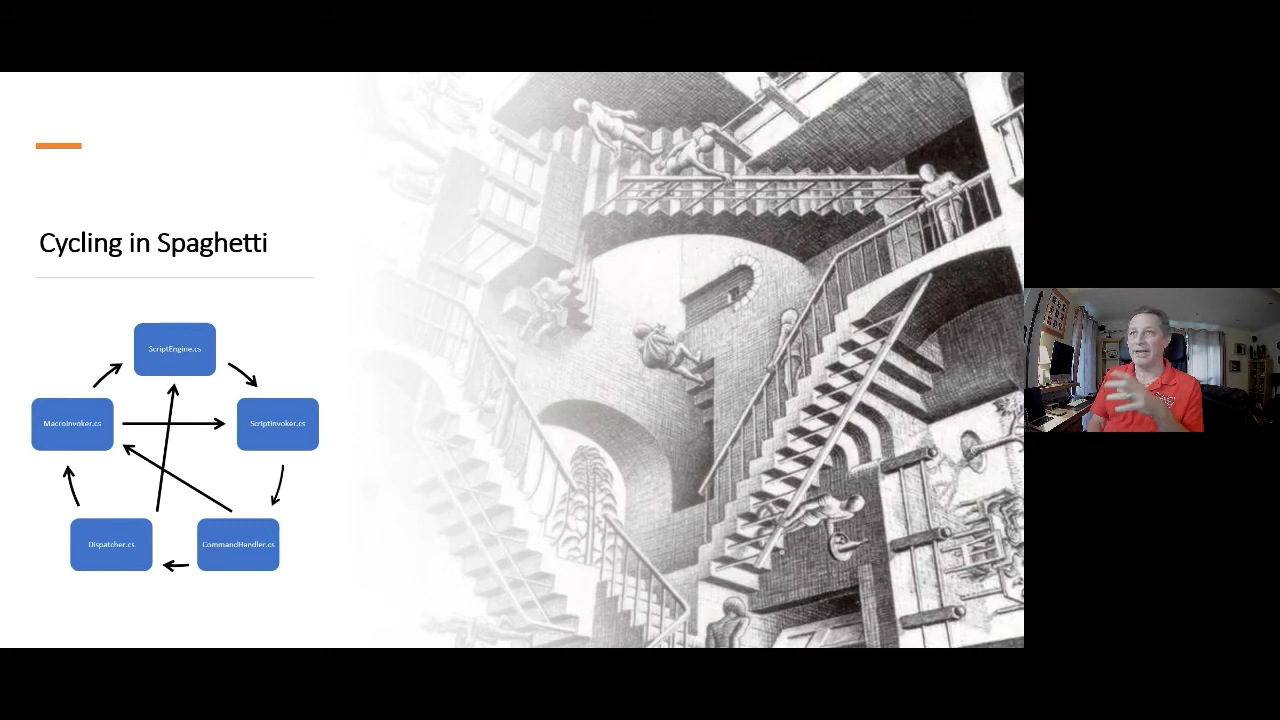 Cycling in Spaghetti
ScriptEngine.cs
MacroInvoker.cs
ScriptInvoker.cs
Dispatcher.cs
CommandHandler.cs